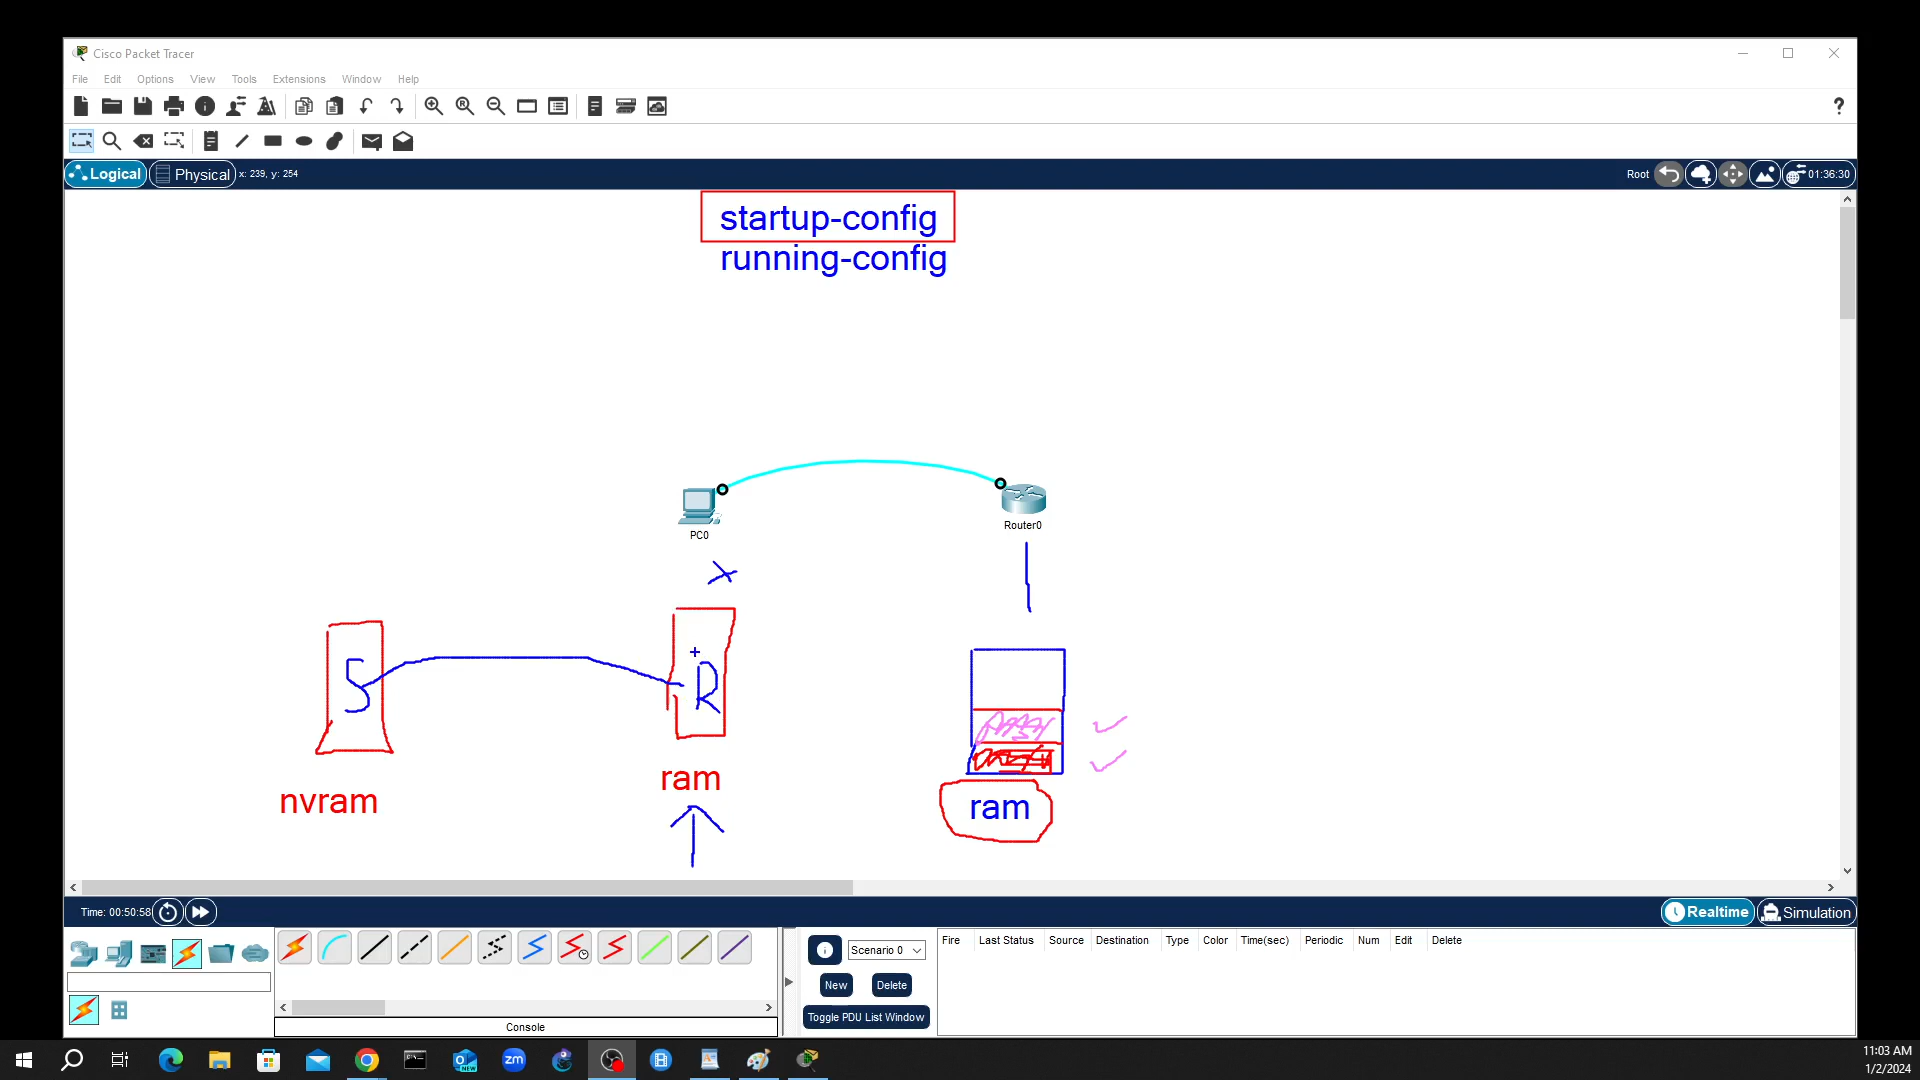 Cisco Packet Tracer
File Edit Options View Tools Extensions Window Help
?
Logical Physical x: 239, y: 254 Root 01:36:30
startup-config
running-config
PC0
Router0
S
R
nvram
ram
ram
Time: 00:50:58 Realtime Simulation
Scenario 0
New Delete
Toggle PDU List Window
Fire Last Status Source Destination Type Color Time(sec) Periodic Num Edit Delete
Console
11:03 AM
1/2/2024